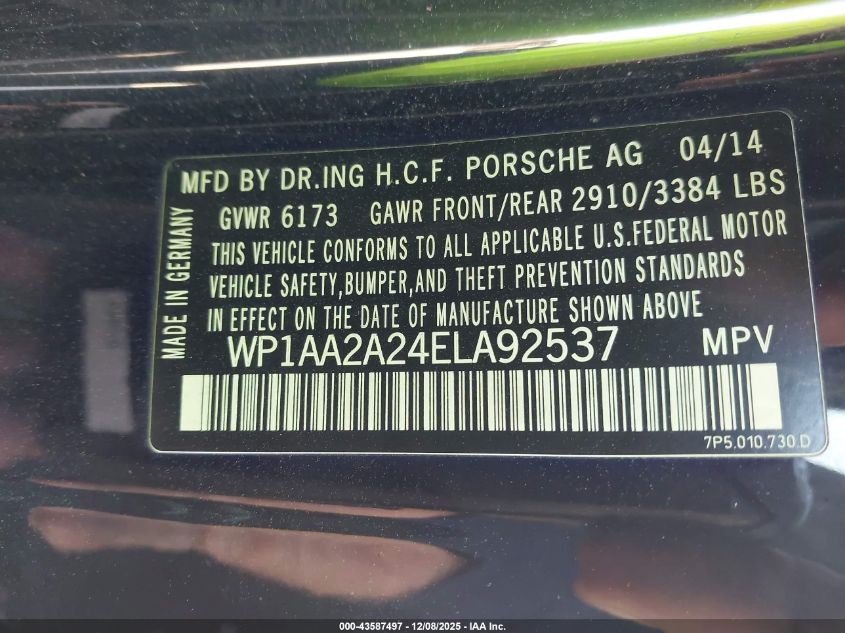 MFD BY DR.ING H.C.F. PORSCHE AG 04/14
GVWR 6173 GAWR FRONT/REAR 2910/3384 LBS
THIS VEHICLE CONFORMS TO ALL APPLICABLE U.S.FEDERAL MOTOR
VEHICLE SAFETY,BUMPER,AND THEFT PREVENTION STANDARDS
IN EFFECT ON THE DATE OF MANUFACTURE SHOWN ABOVE
MADE IN GERMANY
WP1AA2A24ELA92537 MPV
7P5.010.730.D
000-43587497 - 12/08/2025 - IAA Inc.